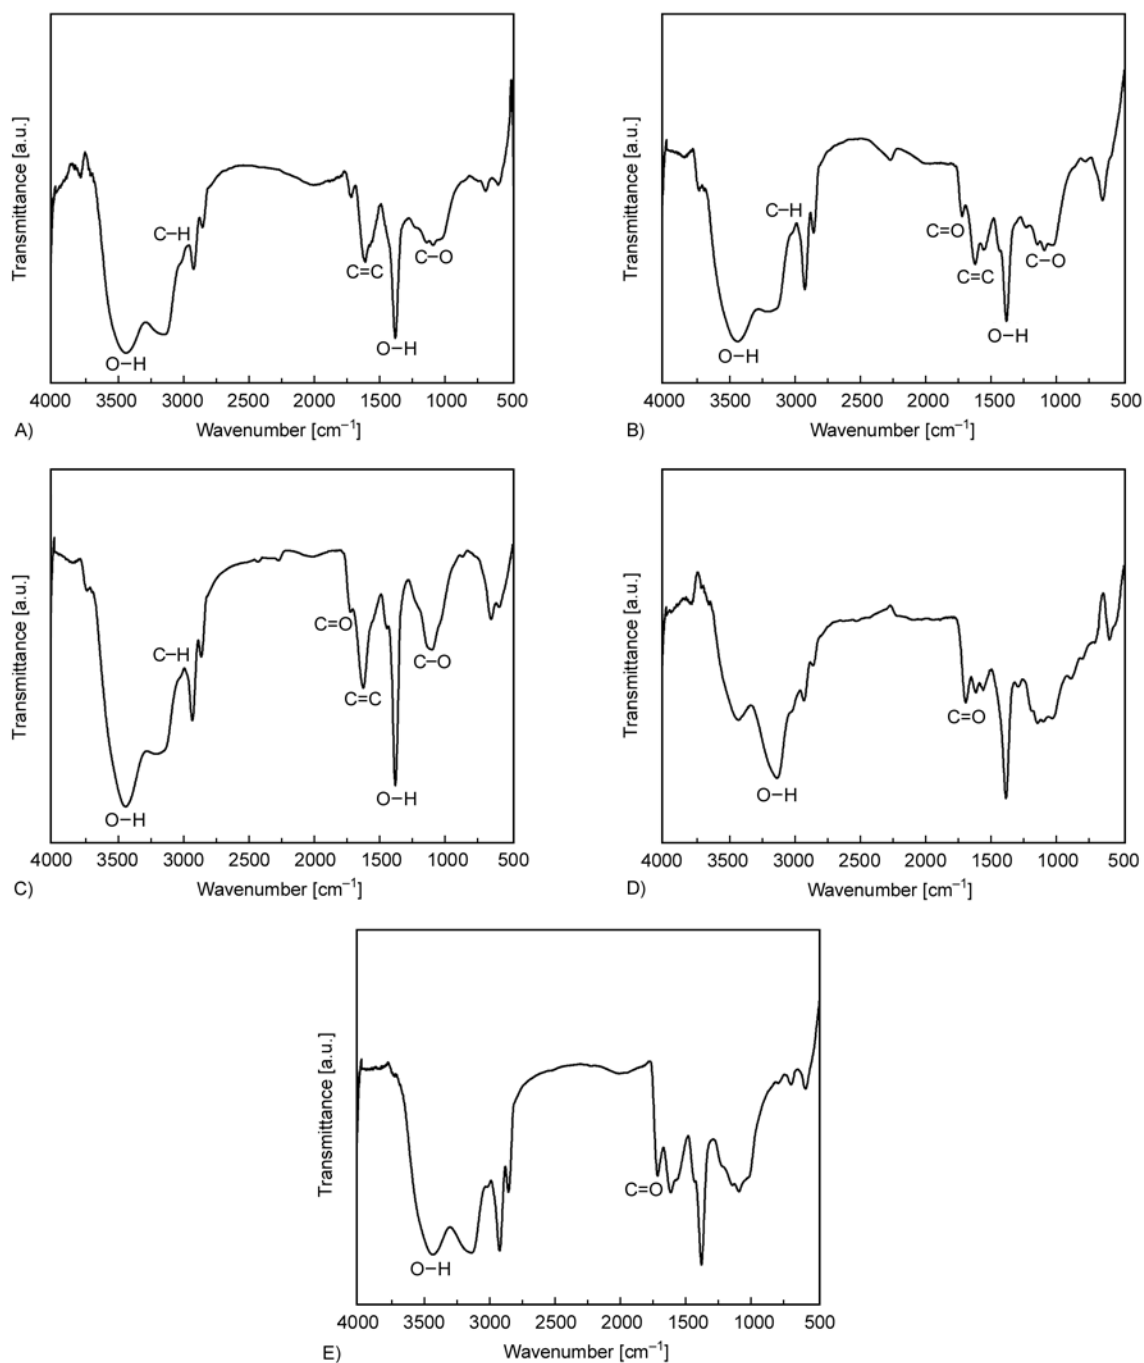 Transmittance [a.u.]
C−H
C=C
C−O
O−H
O−H
4000 3500 3000 2500 2000 1500 1000 500
A) Wavenumber [cm⁻¹]
Transmittance [a.u.]
C−H
C=O
C=C
C−O
O−H
O−H
4000 3500 3000 2500 2000 1500 1000 500
B) Wavenumber [cm⁻¹]
Transmittance [a.u.]
C=O
C−H
C−O
C=C
O−H
O−H
4000 3500 3000 2500 2000 1500 1000 500
C) Wavenumber [cm⁻¹]
Transmittance [a.u.]
C=O
O−H
4000 3500 3000 2500 2000 1500 1000 500
D) Wavenumber [cm⁻¹]
Transmittance [a.u.]
C=O
O−H
4000 3500 3000 2500 2000 1500 1000 500
E) Wavenumber [cm⁻¹]